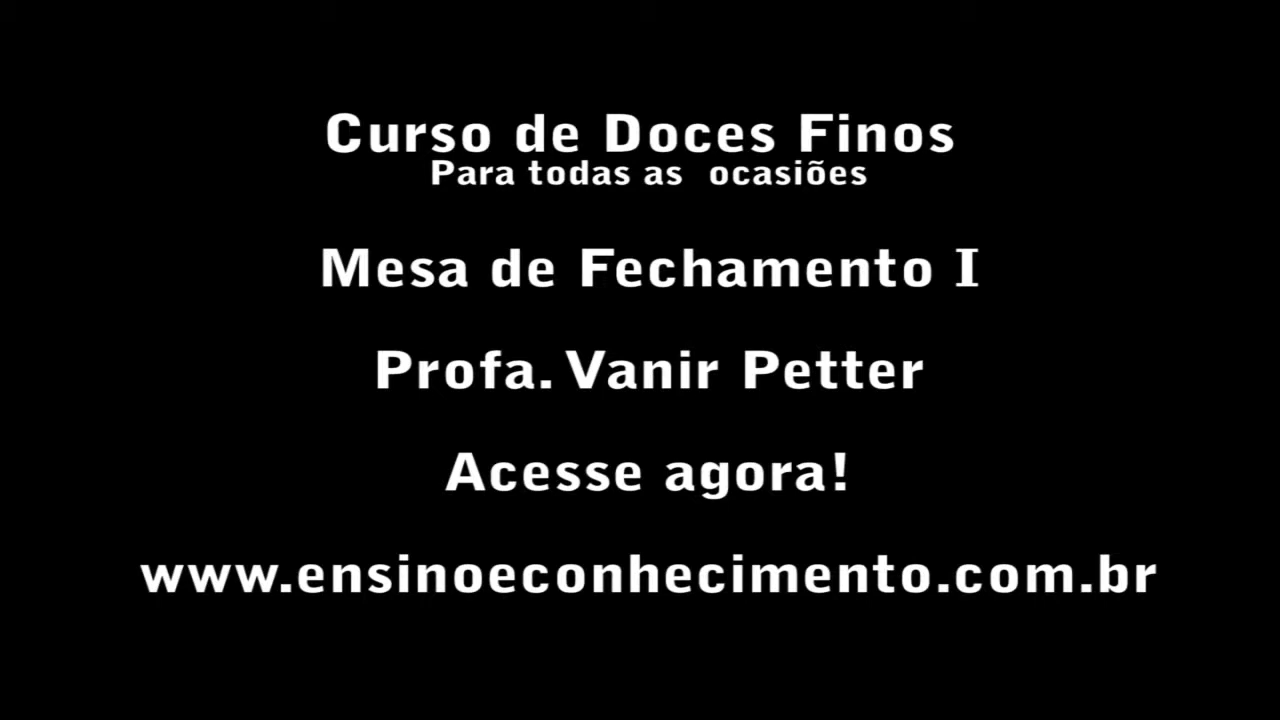 Curso de Doces Finos
Para todas as ocasiões
Mesa de Fechamento I
Profa. Vanir Petter
Acesse agora!
www.ensinoeconhecimento.com.br